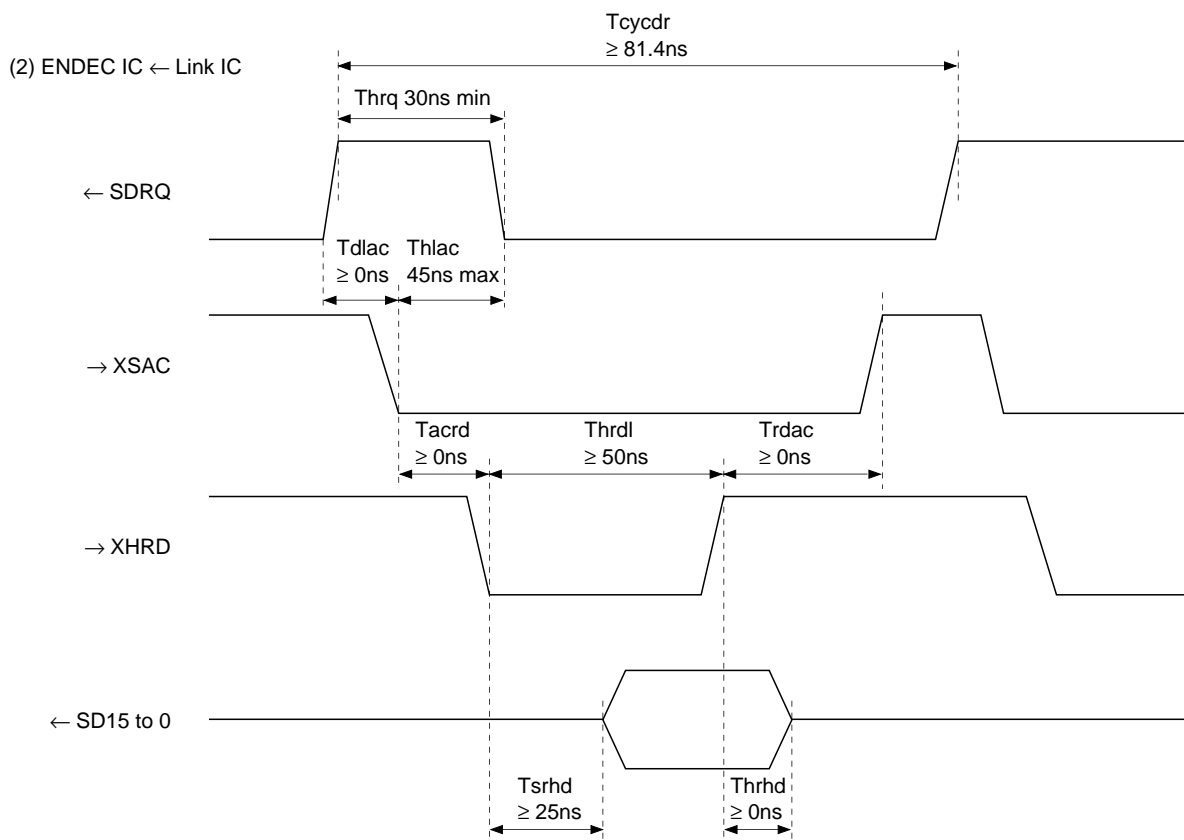 Tcycdr
≥ 81.4ns
(2) ENDEC IC ← Link IC
Thrq 30ns min
← SDRQ
Tdlac
≥ 0ns
Thlac
45ns max
→ XSAC
Tacrd
≥ 0ns
Thrdl
≥ 50ns
Trdac
≥ 0ns
→ XHRD
← SD15 to 0
Tsrhd
≥ 25ns
Thrhd
≥ 0ns